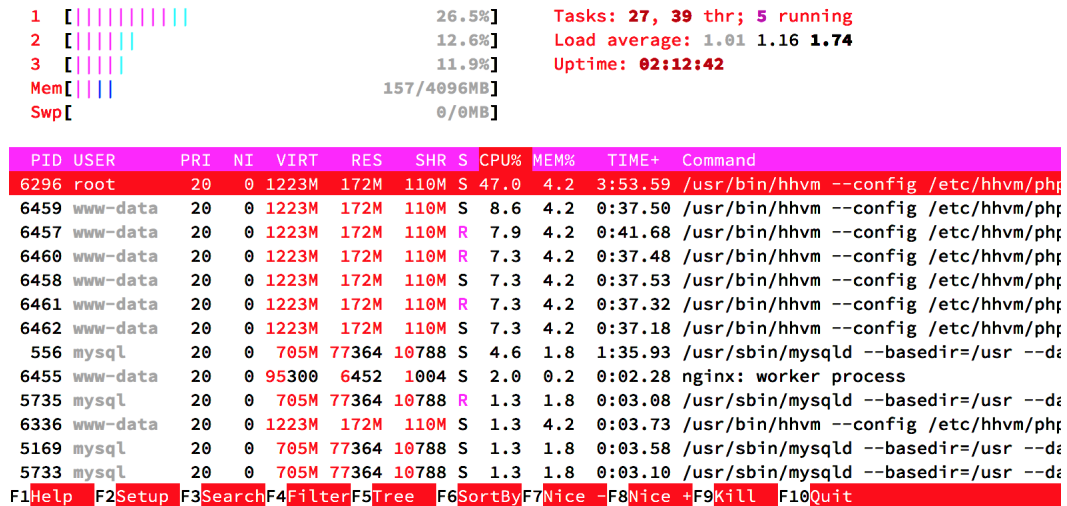 1 [||||||||||| 26.5%] Tasks: 27, 39 thr; 5 running
2 [|||||| 12.6%] Load average: 1.01 1.16 1.74
3 [||||| 11.9%] Uptime: 02:12:42
Mem[|||| 157/4096MB]
Swp[ 0/0MB]
PID USER PRI NI VIRT RES SHR S CPU% MEM% TIME+ Command
6296 root 20 0 1223M 172M 110M S 47.0 4.2 3:53.59 /usr/bin/hhvm --config /etc/hhvm/php
6459 www-data 20 0 1223M 172M 110M S 8.6 4.2 0:37.50 /usr/bin/hhvm --config /etc/hhvm/php
6457 www-data 20 0 1223M 172M 110M R 7.9 4.2 0:41.68 /usr/bin/hhvm --config /etc/hhvm/php
6460 www-data 20 0 1223M 172M 110M R 7.3 4.2 0:37.48 /usr/bin/hhvm --config /etc/hhvm/php
6458 www-data 20 0 1223M 172M 110M S 7.3 4.2 0:37.53 /usr/bin/hhvm --config /etc/hhvm/php
6461 www-data 20 0 1223M 172M 110M R 7.3 4.2 0:37.32 /usr/bin/hhvm --config /etc/hhvm/php
6462 www-data 20 0 1223M 172M 110M S 7.3 4.2 0:37.18 /usr/bin/hhvm --config /etc/hhvm/php
556 mysql 20 0 705M 77364 10788 S 4.6 1.8 1:35.93 /usr/sbin/mysqld --basedir=/usr --da
6455 www-data 20 0 95300 6452 1004 S 2.0 0.2 0:02.28 nginx: worker process
5735 mysql 20 0 705M 77364 10788 R 1.3 1.8 0:03.08 /usr/sbin/mysqld --basedir=/usr --da
6336 www-data 20 0 1223M 172M 110M S 1.3 4.2 0:03.73 /usr/bin/hhvm --config /etc/hhvm/php
5169 mysql 20 0 705M 77364 10788 S 1.3 1.8 0:03.58 /usr/sbin/mysqld --basedir=/usr --da
5733 mysql 20 0 705M 77364 10788 S 1.3 1.8 0:03.10 /usr/sbin/mysqld --basedir=/usr --da
F1Help F2Setup F3SearchF4FilterF5Tree F6SortByF7Nice -F8Nice +F9Kill F10Quit